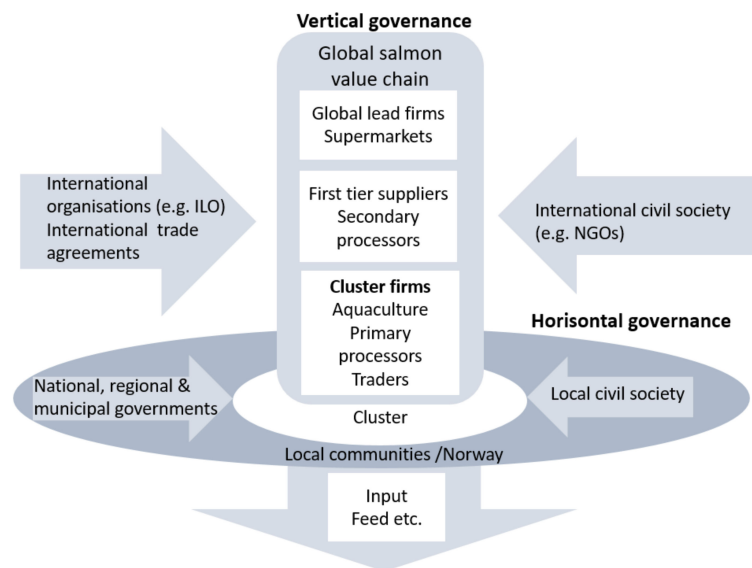 Vertical governance
Global salmon
value chain
Global lead firms
Supermarkets
International
organisations (e.g. ILO)
International trade
agreements
First tier suppliers
Secondary
processors
International civil society
(e.g. NGOs)
Cluster firms
Aquaculture
Primary
processors
Traders
Horisontal governance
National, regional &
municipal governments
Local civil society
Cluster
Local communities /Norway
Input
Feed etc.